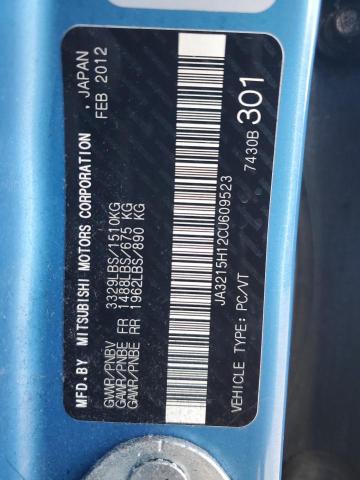 MFD.BY MITSUBISHI MOTORS CORPORATION , JAPAN
FEB 2012
GVWR/PNBV 3329LBS/1510KG
GAWR/PNBE FR 1488LBS/675 KG
GAWR/PNBE RR 1962LBS/890 KG
JA3215H12CU609523
VEHICLE TYPE: PC/VT 7430B
301